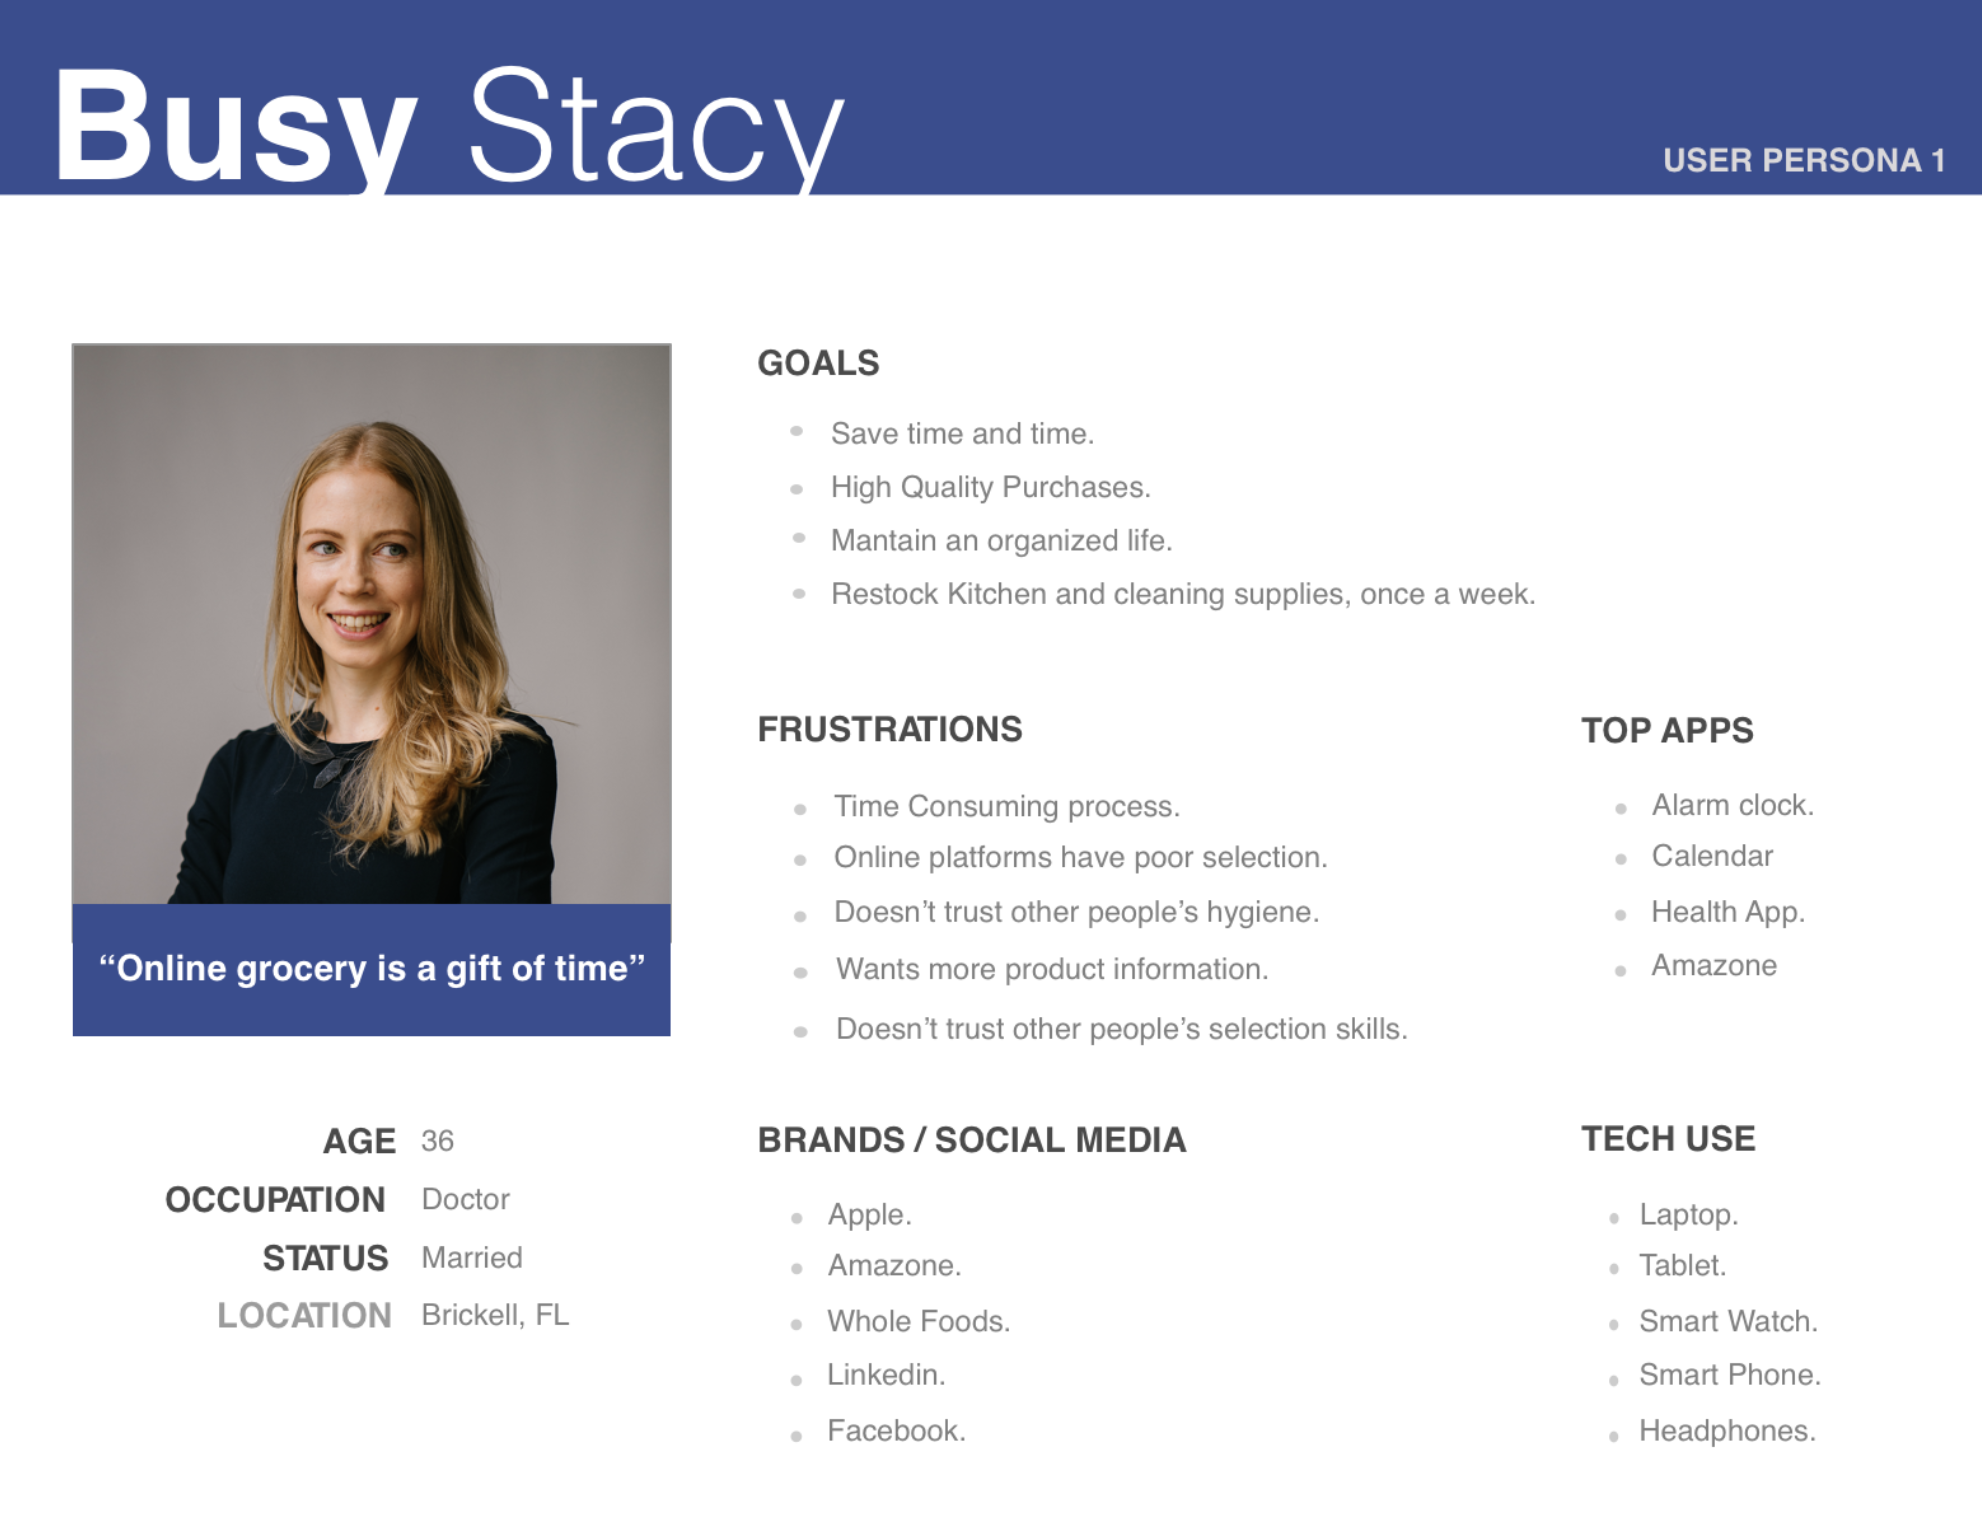 Busy Stacy
USER PERSONA 1
GOALS
Save time and time.
High Quality Purchases.
Mantain an organized life.
Restock Kitchen and cleaning supplies, once a week.
FRUSTRATIONS
Time Consuming process.
Online platforms have poor selection.
Doesn’t trust other people’s hygiene.
Wants more product information.
Doesn’t trust other people’s selection skills.
TOP APPS
Alarm clock.
Calendar
Health App.
Amazone
“Online grocery is a gift of time”
AGE 36
OCCUPATION Doctor
STATUS Married
LOCATION Brickell, FL
BRANDS / SOCIAL MEDIA
Apple.
Amazone.
Whole Foods.
Linkedin.
Facebook.
TECH USE
Laptop.
Tablet.
Smart Watch.
Smart Phone.
Headphones.